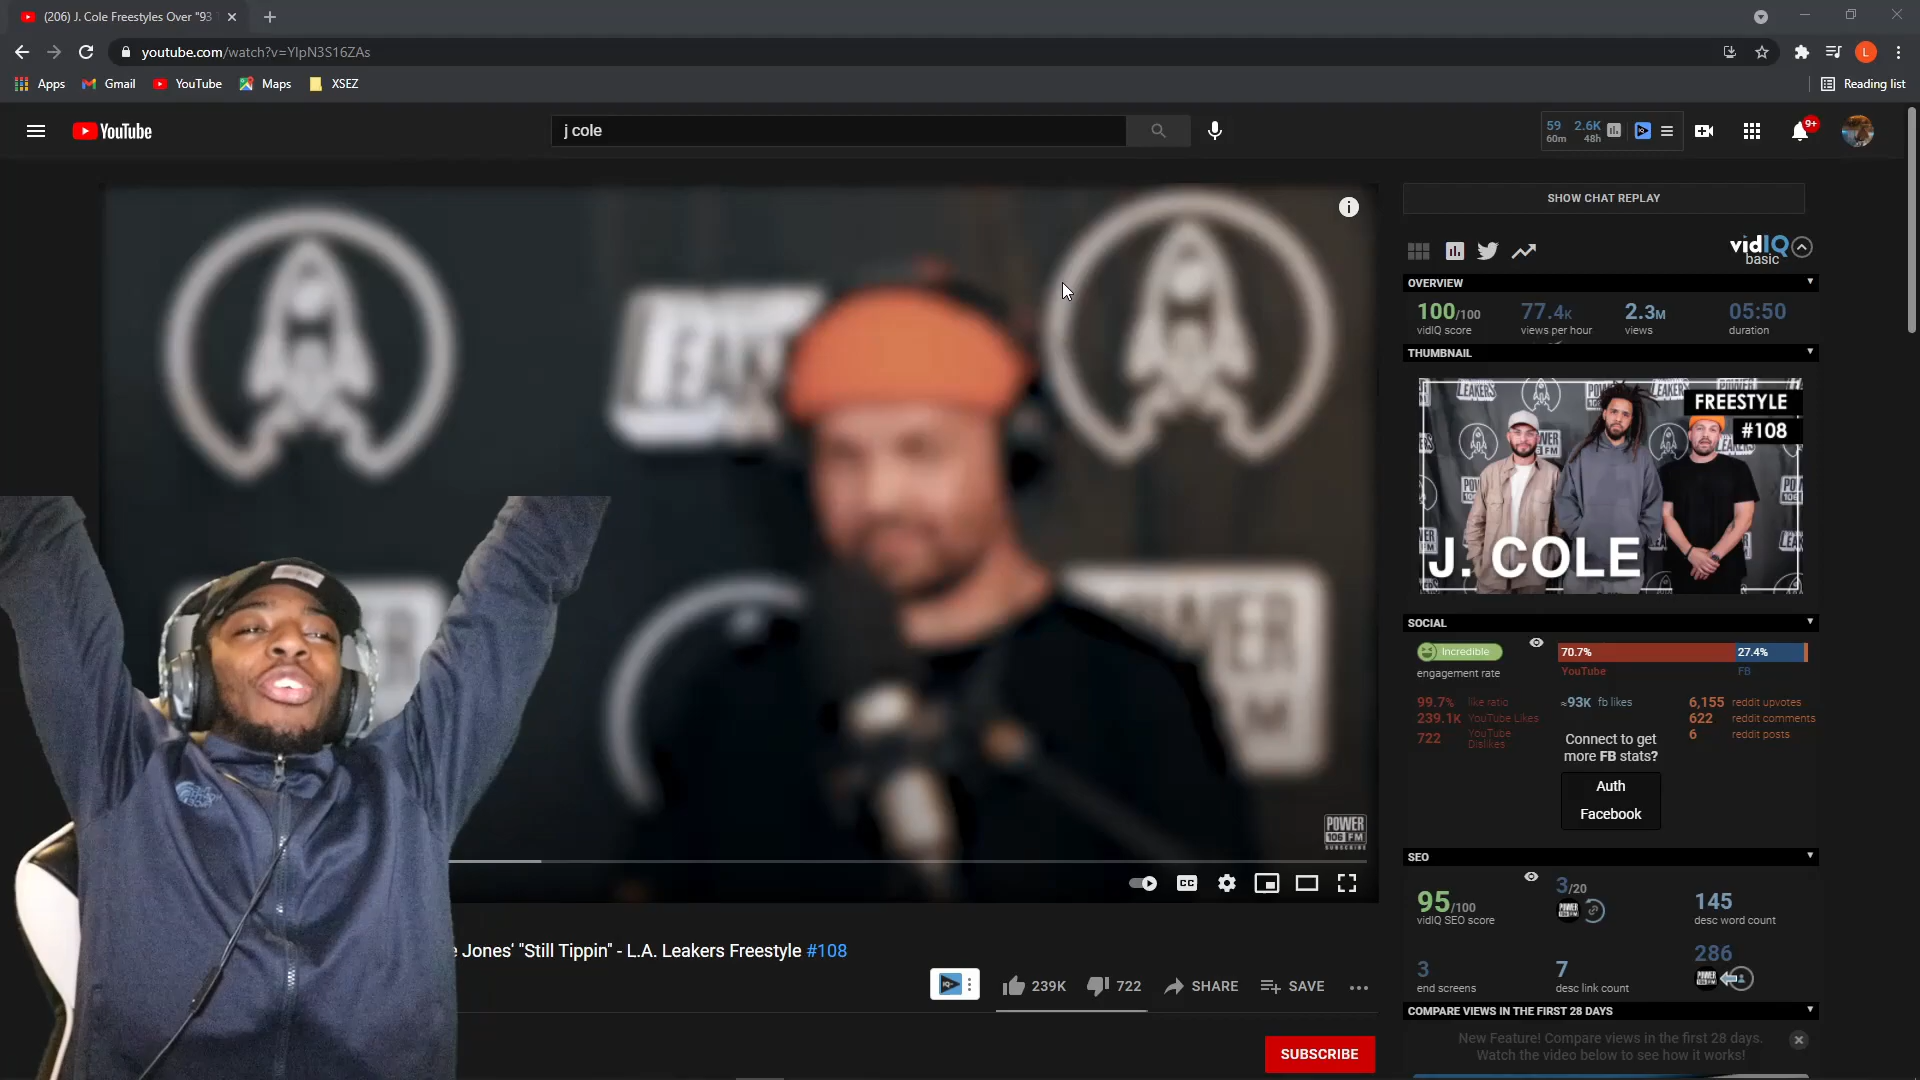 (206) J. Cole Freestyles Over "93
youtube.com/watch?v=YlpN3S16ZAs
L
Apps
Gmail
YouTube
Maps
XSEZ
Reading list
YouTube
j cole
59
60m
2.6K
48h
9+
SHOW CHAT REPLAY
vidIQ
basic
OVERVIEW
100/100
vidIQ score
77.4K
views per hour
2.3M
views
05:50
duration
THUMBNAIL
FREESTYLE
#108
J. COLE
SOCIAL
Incredible
engagement rate
70.7%
27.4%
YouTube
FB
99.7% like ratio
239.1K YouTube Likes
722 YouTube Dislikes
≈93K fb likes
Connect to get
more FB stats?
Auth
Facebook
6,155 reddit upvotes
622 reddit comments
6 reddit posts
POWER
106 FM
SUBSCRIBE
CC
SEO
95/100
vidIQ SEO score
3/20
145
desc word count
3
end screens
7
desc link count
286
COMPARE VIEWS IN THE FIRST 28 DAYS
New Feature! Compare views in the first 28 days.
Watch the video below to see how it works!
Jones' "Still Tippin" - L.A. Leakers Freestyle #108
239K
722
SHARE
SAVE
SUBSCRIBE